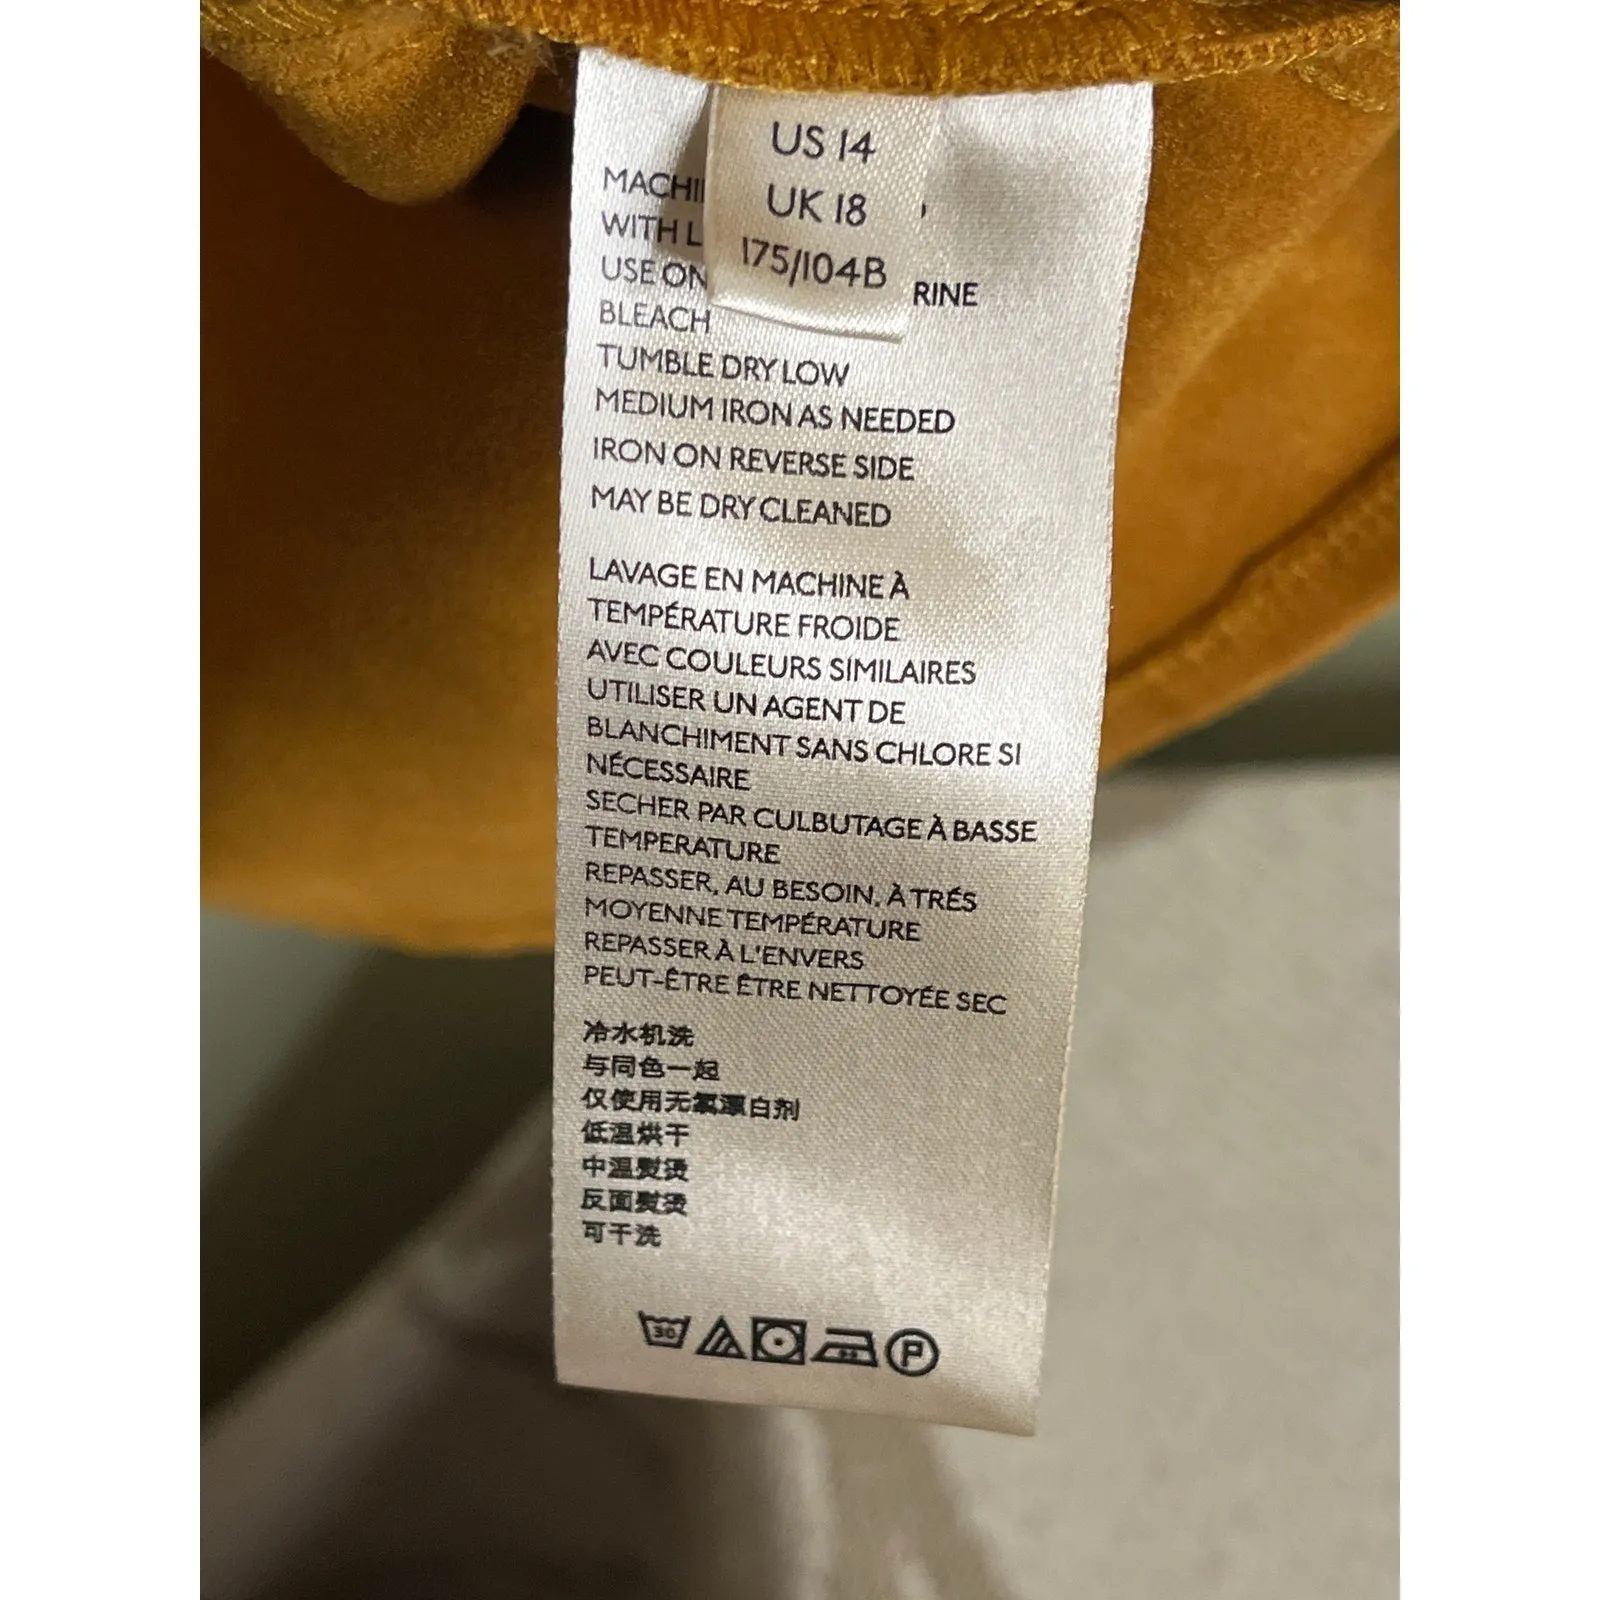 US 14
UK 18
175/104B
WITH
USE
RINE
BLEACH
TUMBLE DRY LOW
MEDIUM IRON AS NEEDED
IRON ON REVERSE SIDE
MAY BE DRY CLEANED
LAVAGE EN MACHINE À
TEMPÉRATURE FROIDE
AVEC COULEURS SIMILAIRES
UTILISER UN AGENT DE
BLANCHIMENT SANS CHLORE SI
NÉCESSAIRE
SECHER PAR CULBUTAGE À BASSE
TEMPERATURE
REPASSER, AU BESOIN, À TRÉS
MOYENNE TEMPÉRATURE
REPASSER À L'ENVERS
PEUT-ÊTRE ÊTRE NETTOYÉE SEC
冷水机洗
与同色一起
仅使用无氯漂白剂
低温烘干
中温熨烫
反面熨烫
可干洗
30
P